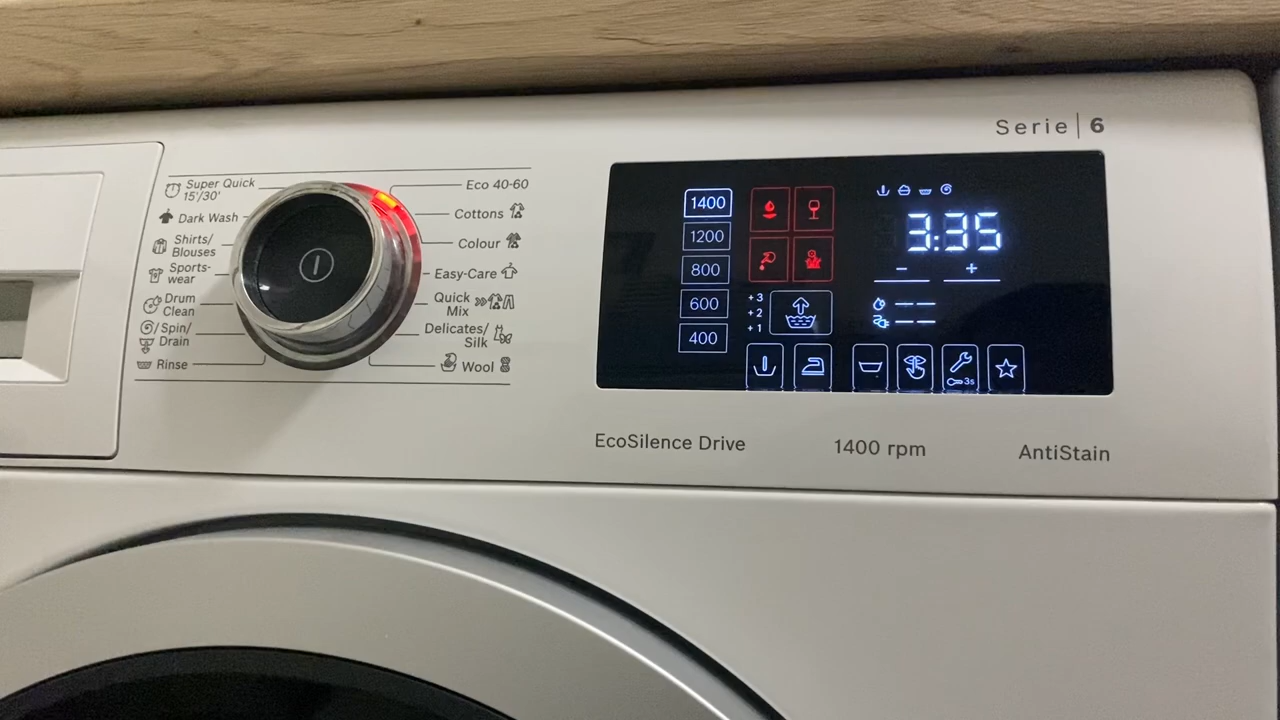 Serie | 6
Super Quick
15'/30'
Dark Wash
Shirts/
Blouses
Sports-
wear
Drum
Clean
Spin/
Drain
Rinse
Eco 40-60
Cottons
Colour
Easy-Care
Quick
Mix
Delicates/
Silk
Wool
1400
1200
800
600
400
+3
+2
+1
3:35
− +
3s
EcoSilence Drive
1400 rpm
AntiStain